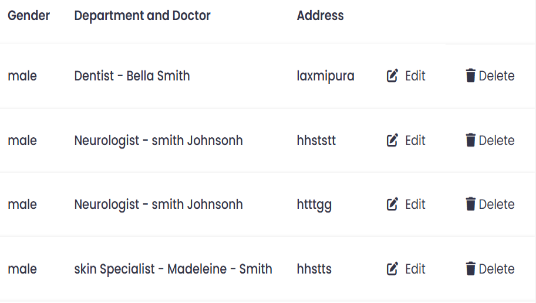 Gender Department and Doctor Address
male Dentist - Bella Smith laxmipura Edit Delete
male Neurologist - smith Johnsonh hhststt Edit Delete
male Neurologist - smith Johnsonh htttgg Edit Delete
male skin Specialist - Madeleine - Smith hhstts Edit Delete